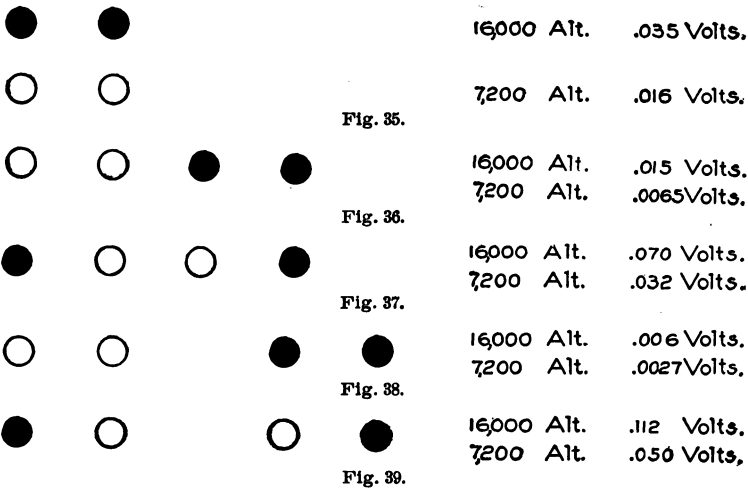 16,000 Alt. .035 Volts.
7,200 Alt. .016 Volts.
Fig. 35.
16,000 Alt. .015 Volts.
7,200 Alt. .0065 Volts.
Fig. 36.
16,000 Alt. .070 Volts.
7,200 Alt. .032 Volts.
Fig. 37.
16,000 Alt. .006 Volts.
7,200 Alt. .0027 Volts.
Fig. 38.
16,000 Alt. .112 Volts.
7,200 Alt. .050 Volts,
Fig. 39.